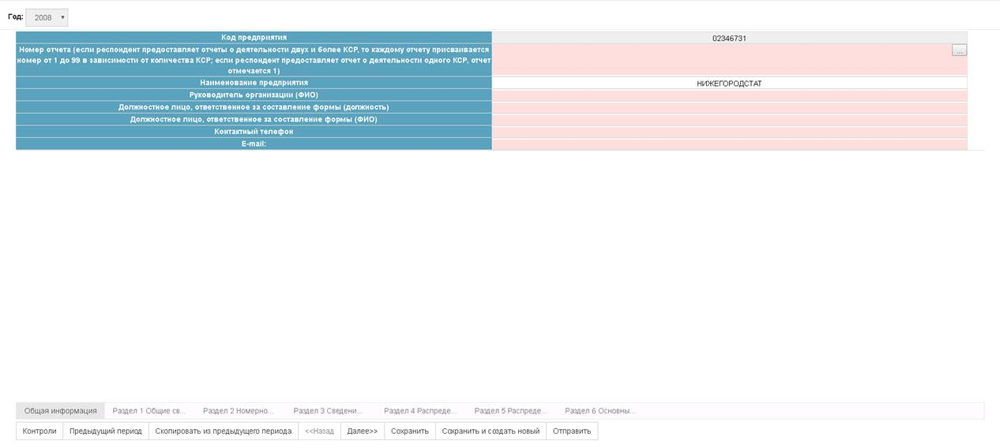 Год: 2008
Код предприятия 02346731
Номер отчета (если респондент предоставляет отчеты о деятельности двух и более КСР, то каждому отчету присваивается
номер от 1 до 99 в зависимости от количества КСР; если респондент предоставляет отчет о деятельности одного КСР, отчет
отмечается 1) ...
Наименование предприятия НИЖЕГОРОДСТАТ
Руководитель организации (ФИО)
Должностное лицо, ответственное за составление формы (должность)
Должностное лицо, ответственное за составление формы (ФИО)
Контактный телефон
E-mail:
Общая информация Раздел 1 Общие св... Раздел 2 Номерно... Раздел 3 Сведени... Раздел 4 Распреде... Раздел 5 Распреде... Раздел 6 Основны...
Контроли Предыдущий период Скопировать из предыдущего периода <<Назад Далее>> Сохранить Сохранить и создать новый Отправить